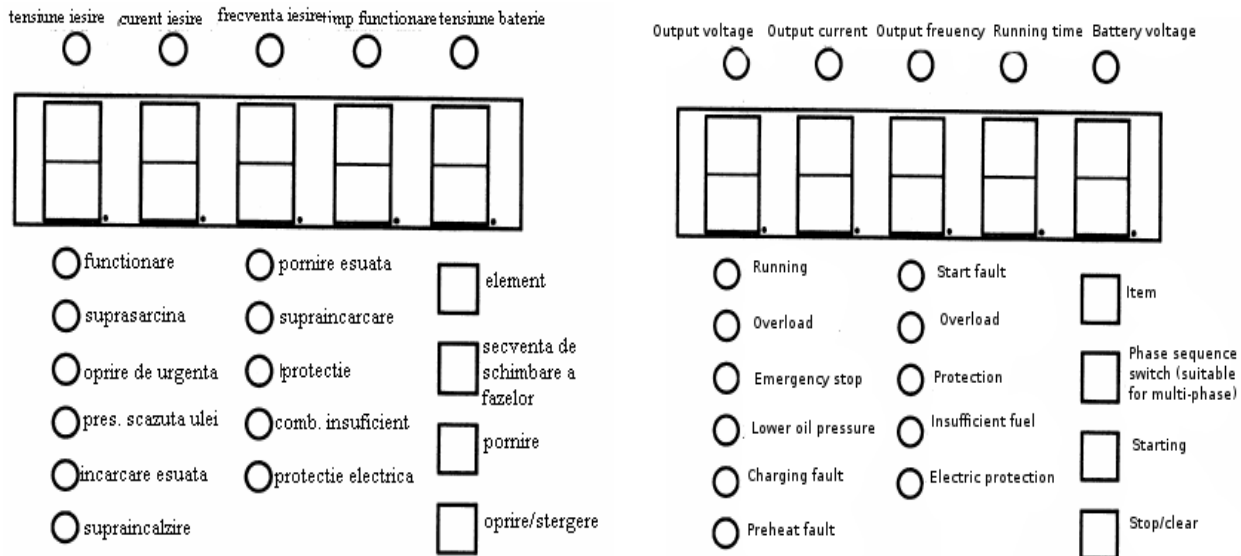 tensiune iesire curent iesire frecventa iesire timp functionare tensiune baterie
functionare
suprasarcina
oprire de urgenta
pres. scazuta ulei
incarcare esuata
supraincalzire
pornire esuata
supraincarcare
protectie
comb. insuficient
protectie electrica
element
secventa de
schimbare a
fazelor
pornire
oprire/stergere
Output voltage Output current Output freuency Running time Battery voltage
Running
Overload
Emergency stop
Lower oil pressure
Charging fault
Preheat fault
Start fault
Overload
Protection
Insufficient fuel
Electric protection
Item
Phase sequence
switch (suitable
for multi-phase)
Starting
Stop/clear